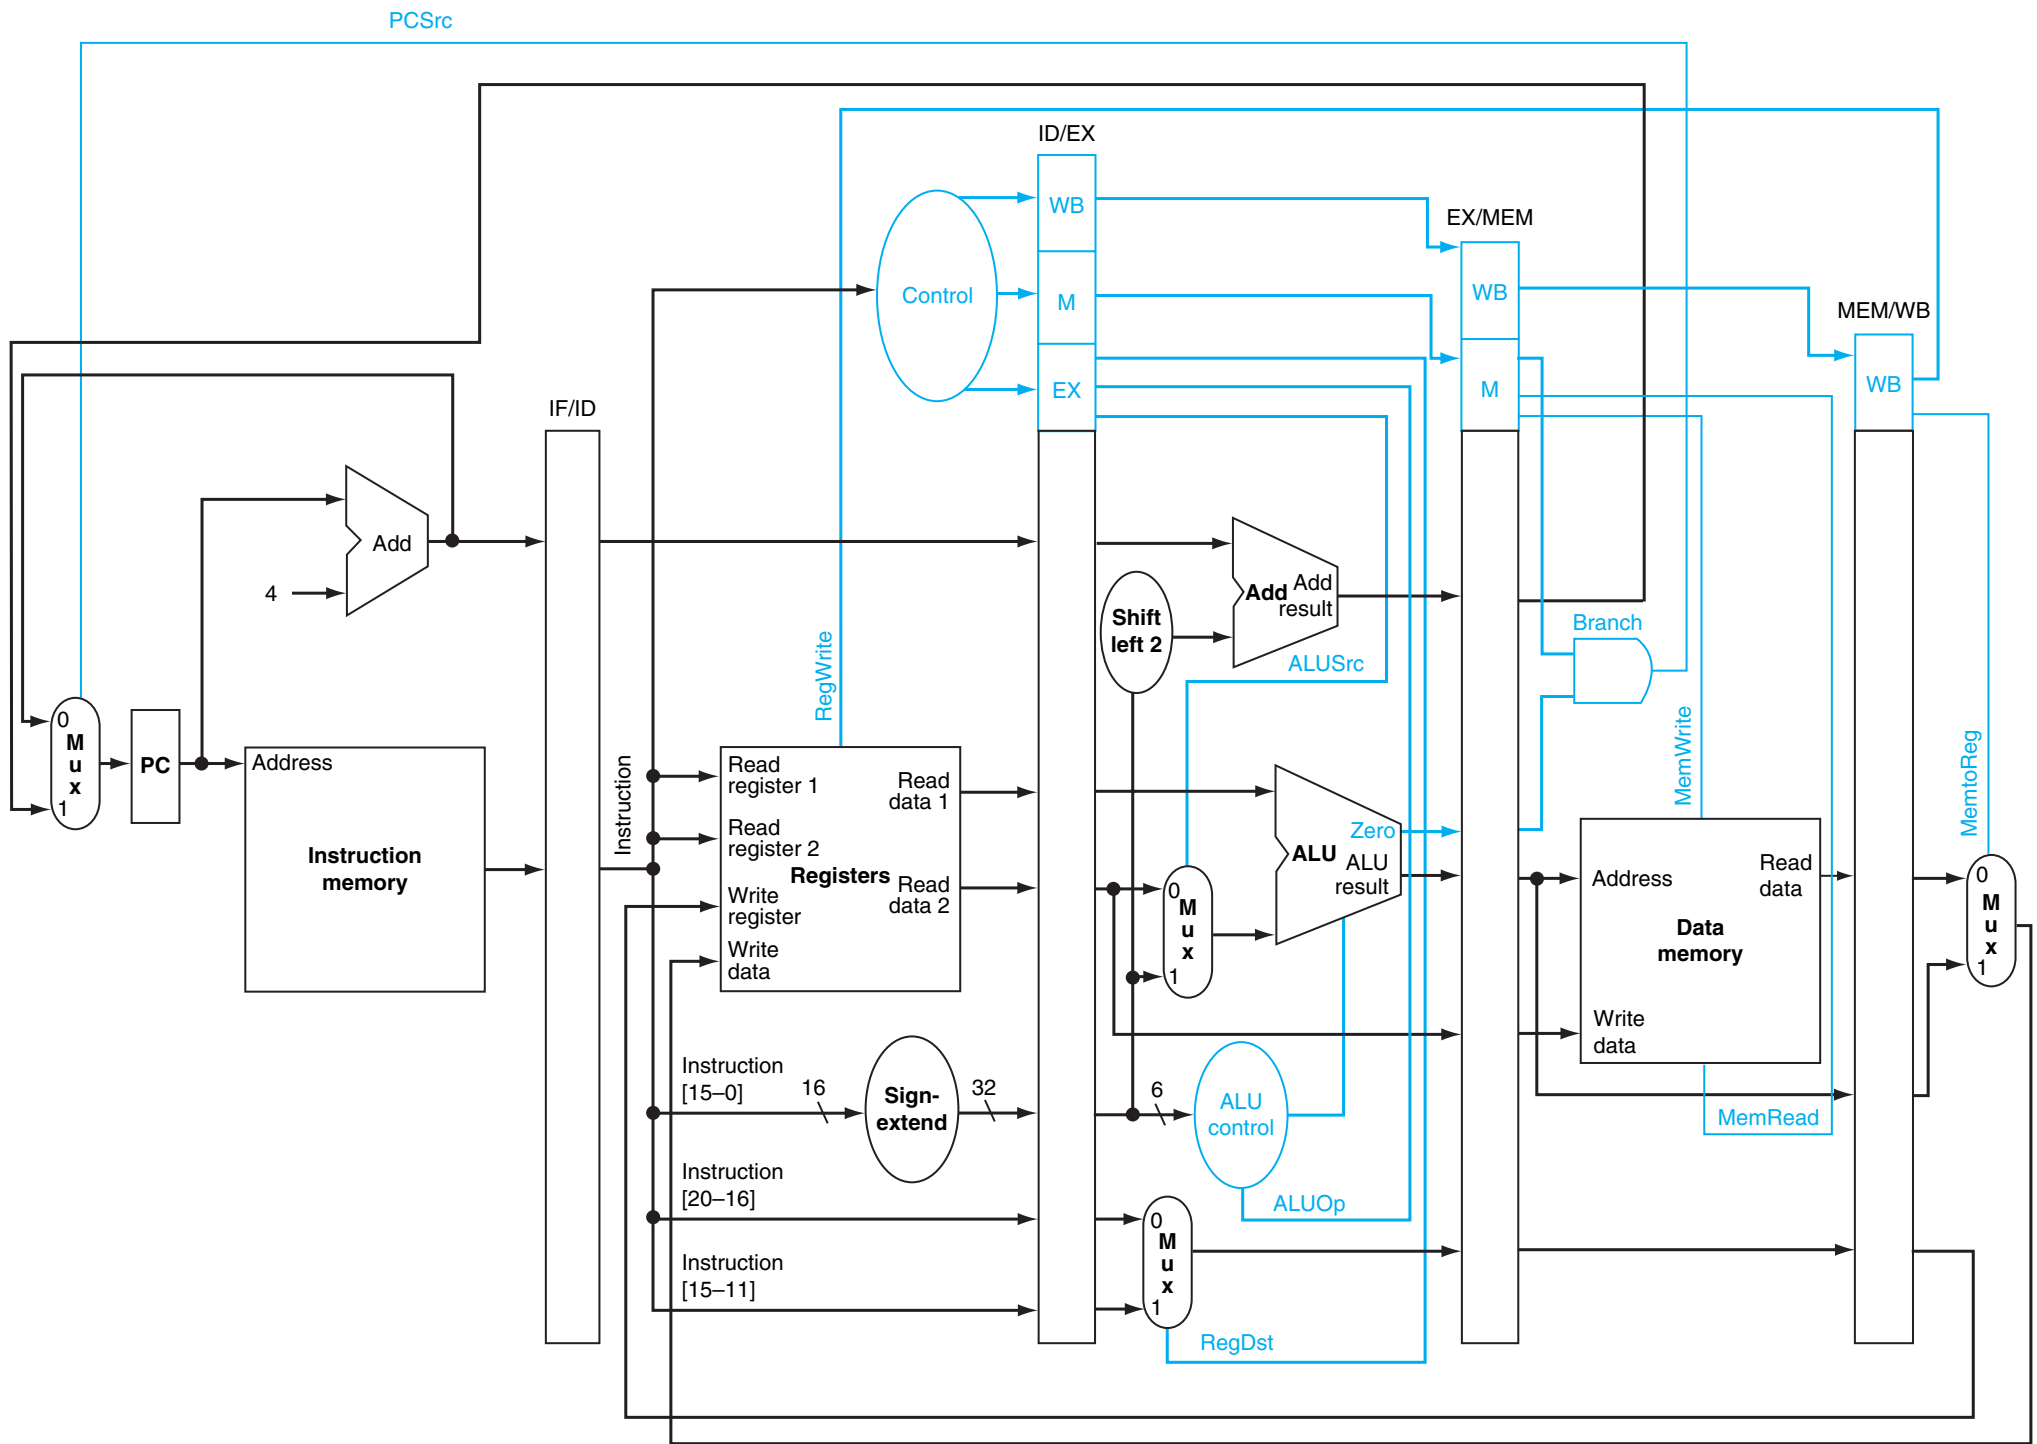 PCSrc
ID/EX
WB
EX/MEM
Control
M
WB
MEM/WB
EX
M
WB
IF/ID
Add
4
Add
Add
result
Shift
left 2
Branch
ALUSrc
RegWrite
MemWrite
MemtoReg
0
M
u
x
1
PC
Address
Instruction
memory
Instruction
Read
register 1
Read
data 1
Read
register 2
Registers
Read
data 2
Write
register
Write
data
Zero
ALU
ALU
result
0
M
u
x
1
Address
Read
data
Data
memory
Write
data
0
M
u
x
1
Instruction
[15–0]
16
Sign-
extend
32
6
ALU
control
MemRead
Instruction
[20–16]
ALUOp
0
M
u
x
1
Instruction
[15–11]
RegDst